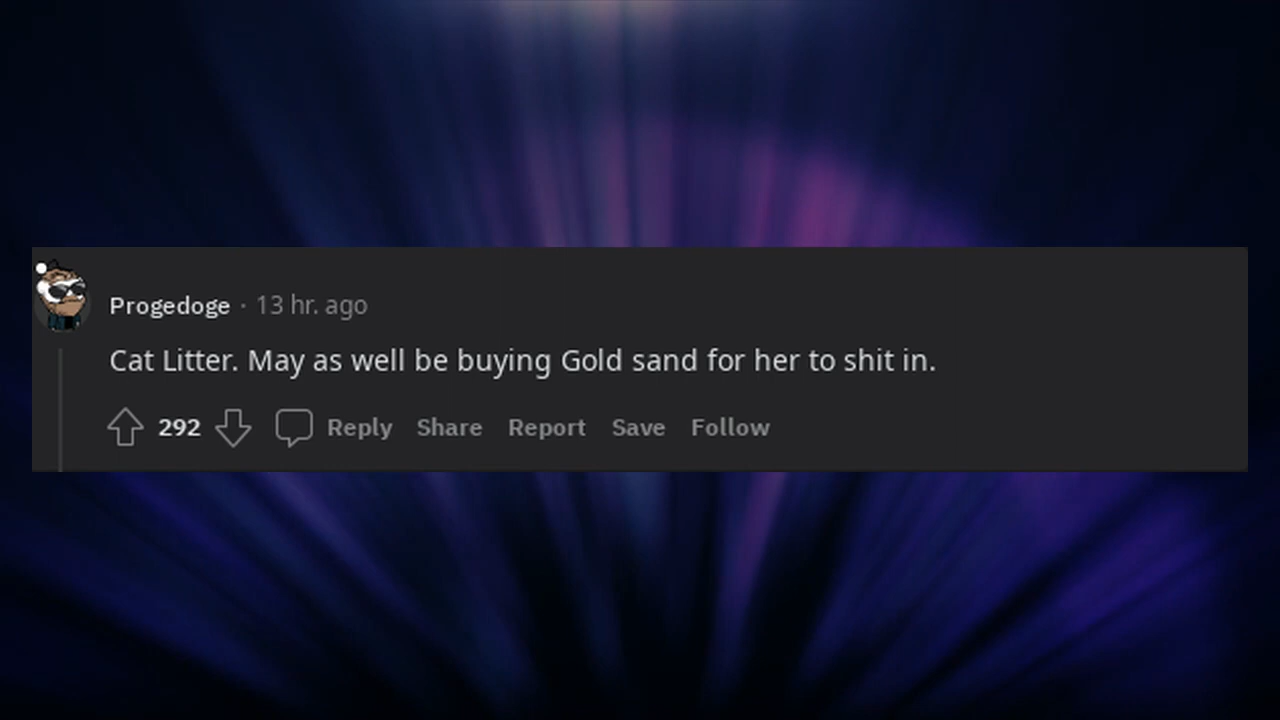 Progedoge · 13 hr. ago
Cat Litter. May as well be buying Gold sand for her to shit in.
292 Reply Share Report Save Follow